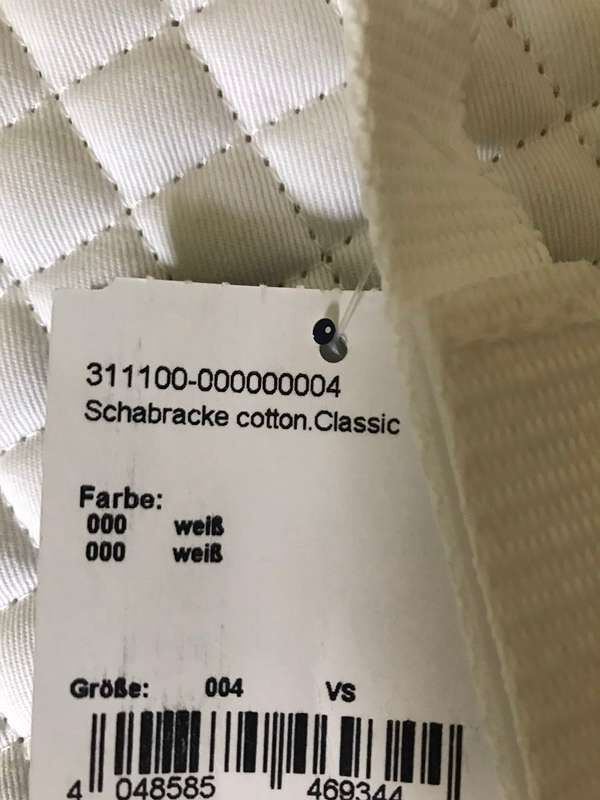 311100-000000004
Schabracke cotton.Classic
Farbe:
000 weiß
000 weiß
Größe: 004 VS
4 048585 469344